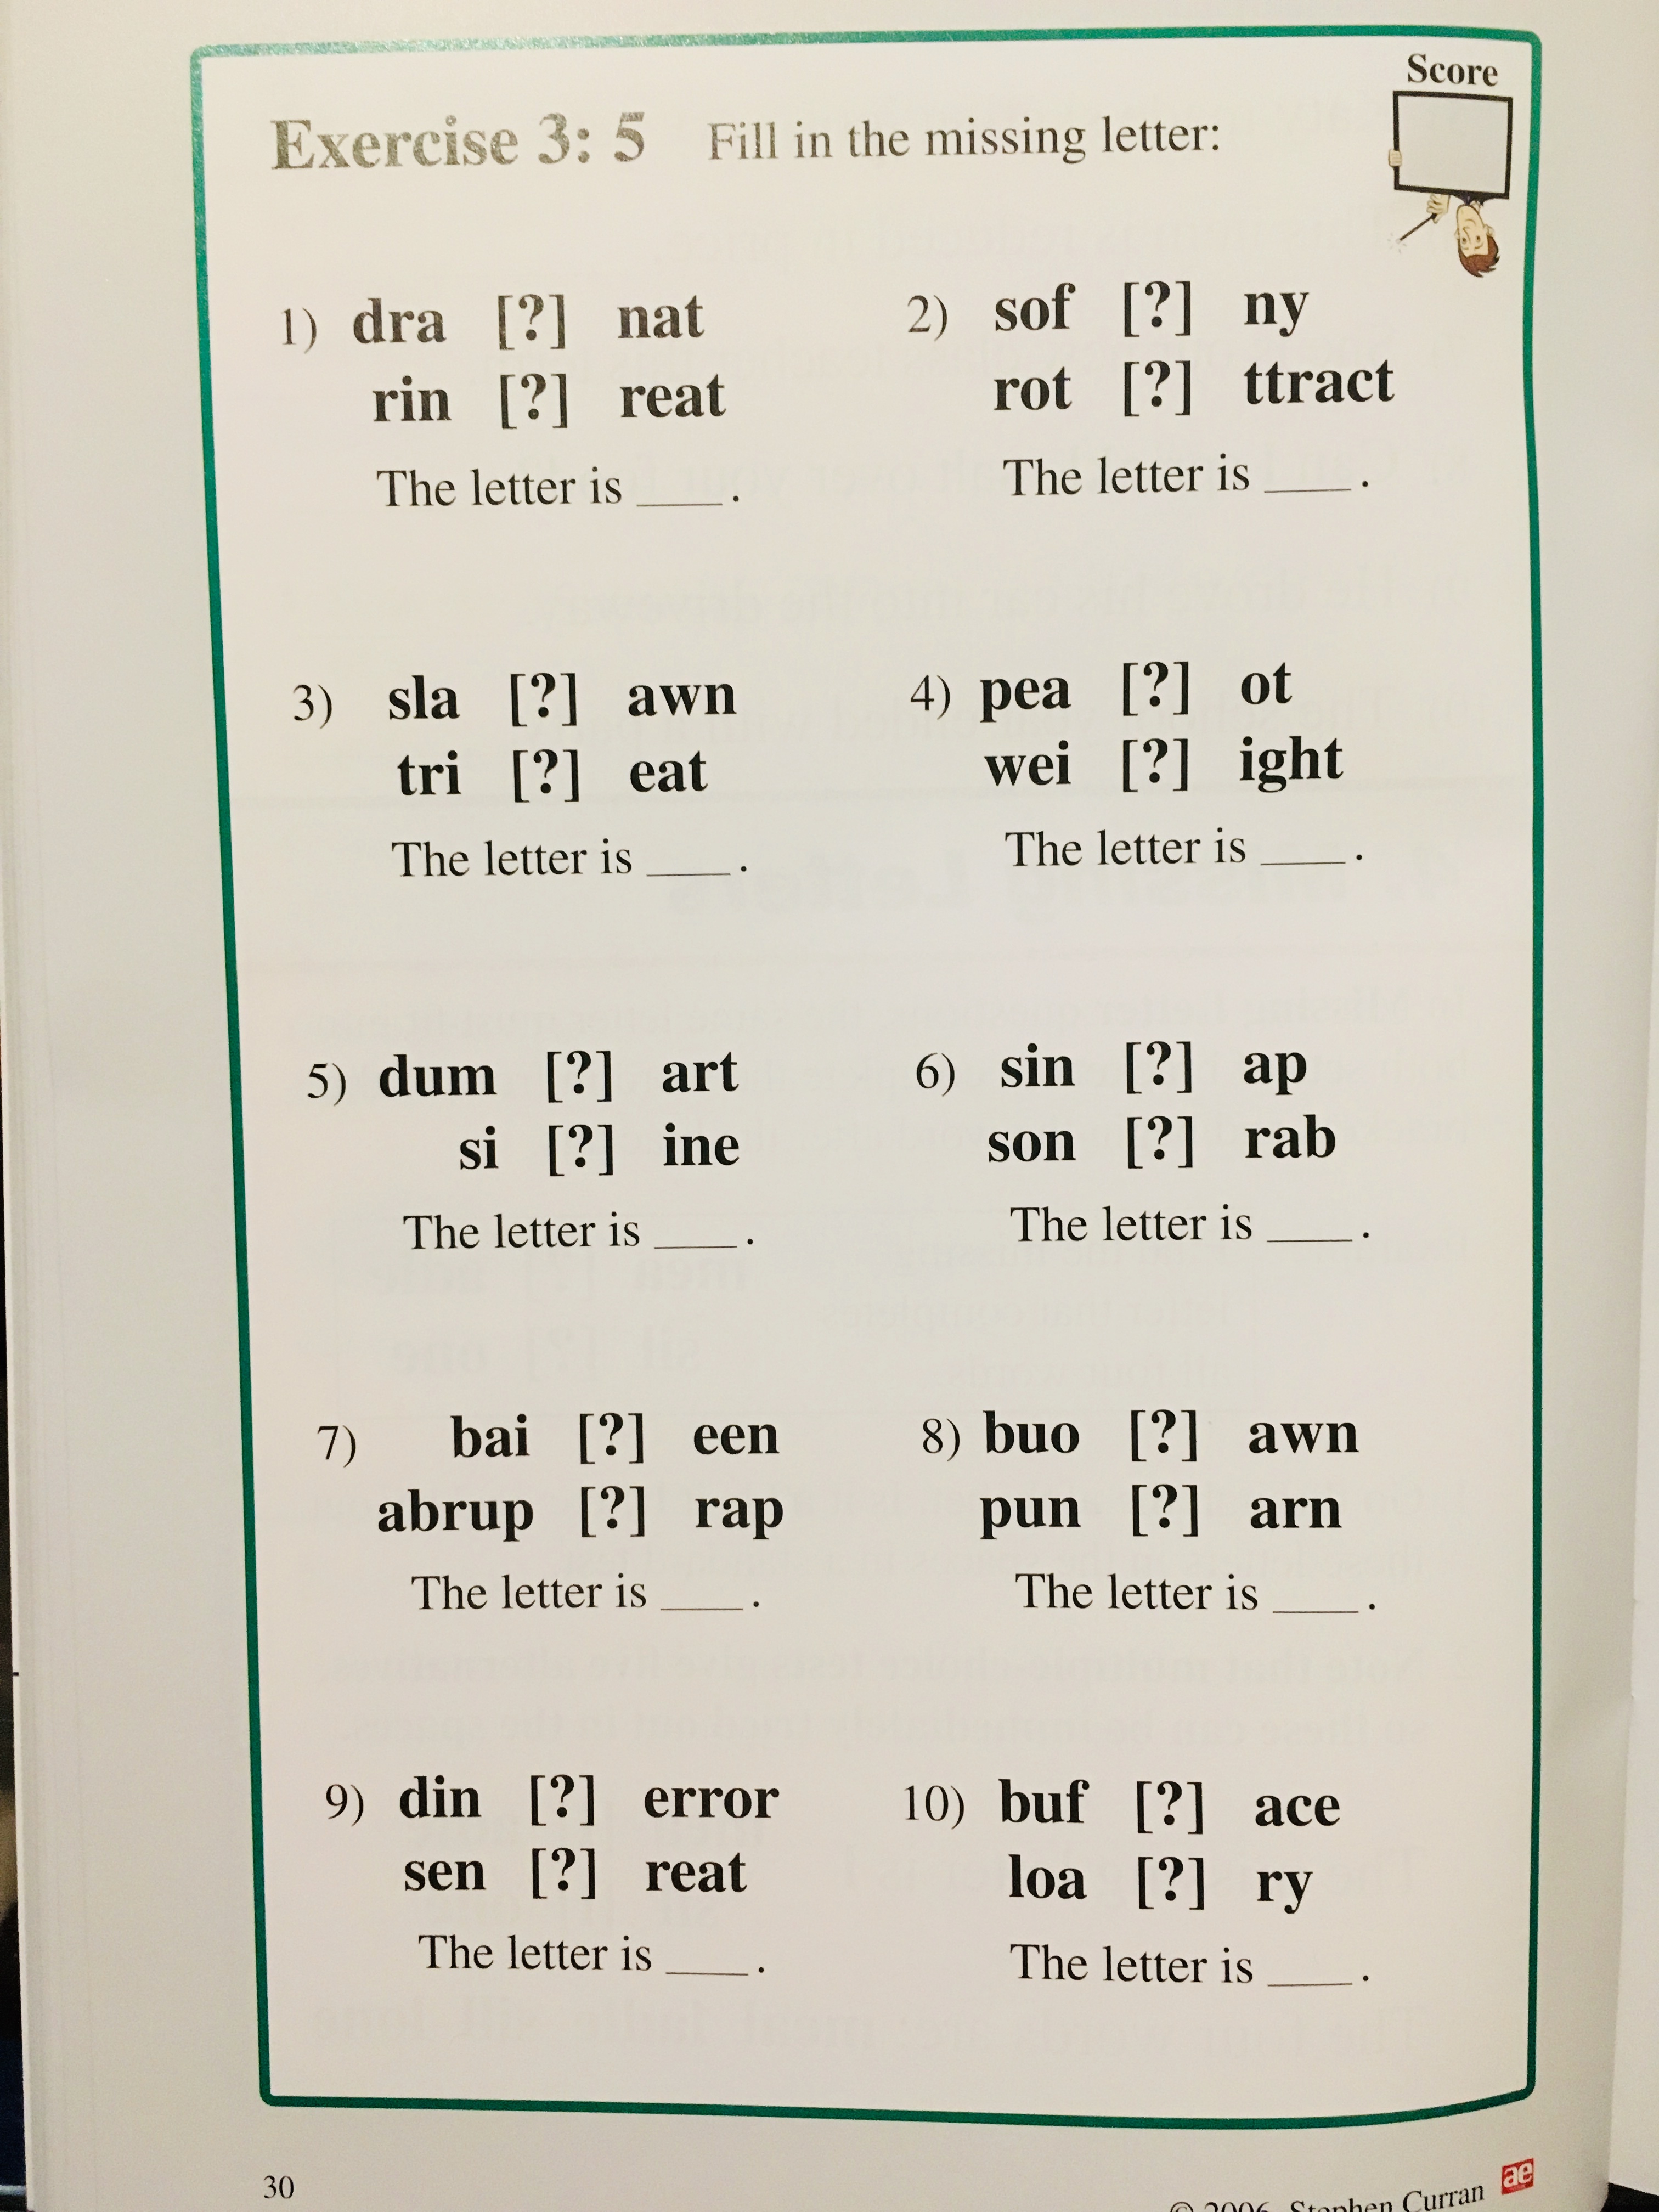 Score
Exercise 3: 5 Fill in the missing letter:
1) dra [?] nat
rin [?] reat
The letter is ____ .
2) sof [?] ny
rot [?] ttract
The letter is ____ .
3) sla [?] awn
tri [?] eat
The letter is ____ .
4) pea [?] ot
wei [?] ight
The letter is ____ .
5) dum [?] art
si [?] ine
The letter is ____ .
6) sin [?] ap
son [?] rab
The letter is ____ .
7) bai [?] een
abrup [?] rap
The letter is ____ .
8) buo [?] awn
pun [?] arn
The letter is ____ .
9) din [?] error
sen [?] reat
The letter is ____ .
10) buf [?] ace
loa [?] ry
The letter is ____ .
30
© 2006 Stephen Curran ae